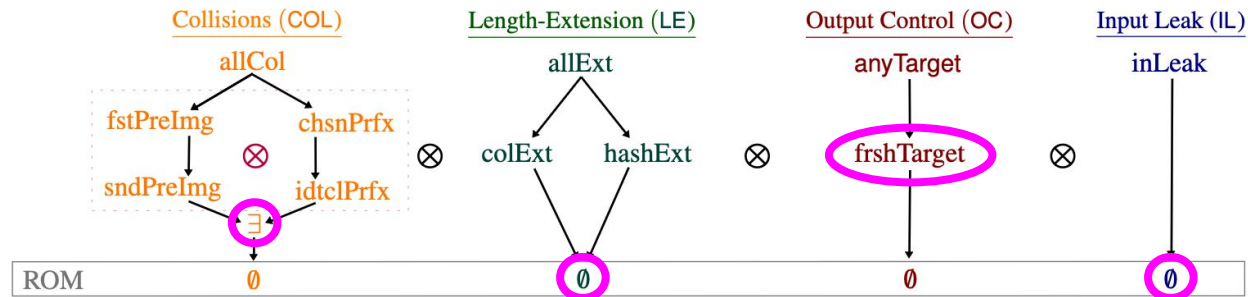 Collisions (COL) Length-Extension (LE) Output Control (OC) Input Leak (IL)
allCol allExt anyTarget inLeak
fstPreImg chsnPrfx
⊗ ⊗ colExt hashExt ⊗ frshTarget ⊗
sndPreImg idtclPrfx
∃
ROM ∅ ∅ ∅ ∅